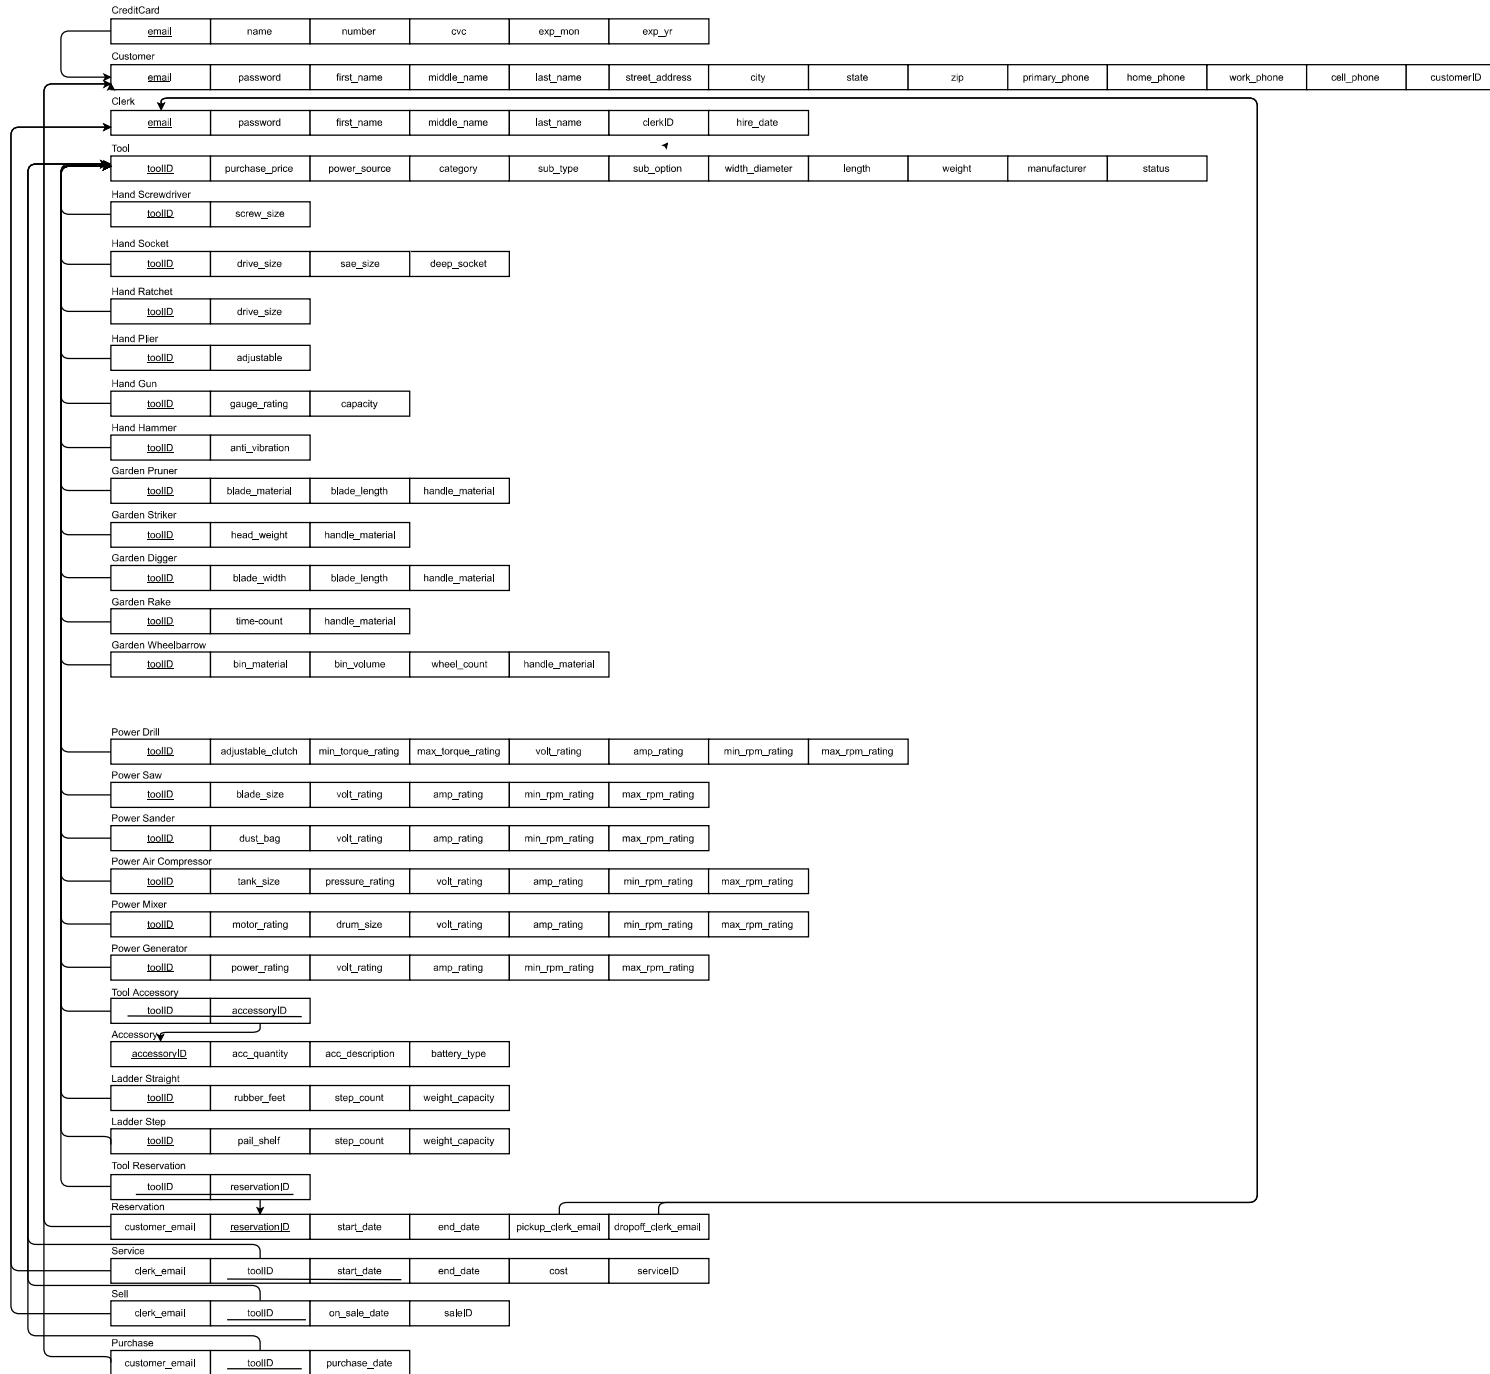 CreditCard
email name number cvc exp_mon exp_yr
Customer
email password first_name middle_name last_name street_address city state zip primary_phone home_phone work_phone cell_phone customerID
Clerk
email password first_name middle_name last_name clerkID hire_date
Tool
toolID purchase_price power_source category sub_type sub_option width_diameter length weight manufacturer status
Hand Screwdriver
toolID screw_size
Hand Socket
toolID drive_size sae_size deep_socket
Hand Ratchet
toolID drive_size
Hand Plier
toolID adjustable
Hand Gun
toolID gauge_rating capacity
Hand Hammer
toolID anti_vibration
Garden Pruner
toolID blade_material blade_length handle_material
Garden Striker
toolID head_weight handle_material
Garden Digger
toolID blade_width blade_length handle_material
Garden Rake
toolID time-count handle_material
Garden Wheelbarrow
toolID bin_material bin_volume wheel_count handle_material
Power Drill
toolID adjustable_clutch min_torque_rating max_torque_rating volt_rating amp_rating min_rpm_rating max_rpm_rating
Power Saw
toolID blade_size volt_rating amp_rating min_rpm_rating max_rpm_rating
Power Sander
toolID dust_bag volt_rating amp_rating min_rpm_rating max_rpm_rating
Power Air Compressor
toolID tank_size pressure_rating volt_rating amp_rating min_rpm_rating max_rpm_rating
Power Mixer
toolID motor_rating drum_size volt_rating amp_rating min_rpm_rating max_rpm_rating
Power Generator
toolID power_rating volt_rating amp_rating min_rpm_rating max_rpm_rating
Tool Accessory
toolID accessoryID
Accessory
accessoryID acc_quantity acc_description battery_type
Ladder Straight
toolID rubber_feet step_count weight_capacity
Ladder Step
toolID pail_shelf step_count weight_capacity
Tool Reservation
toolID reservationID
Reservation
customer_email reservationID start_date end_date pickup_clerk_email dropoff_clerk_email
Service
clerk_email toolID start_date end_date cost serviceID
Sell
clerk_email toolID on_sale_date saleID
Purchase
customer_email toolID purchase_date